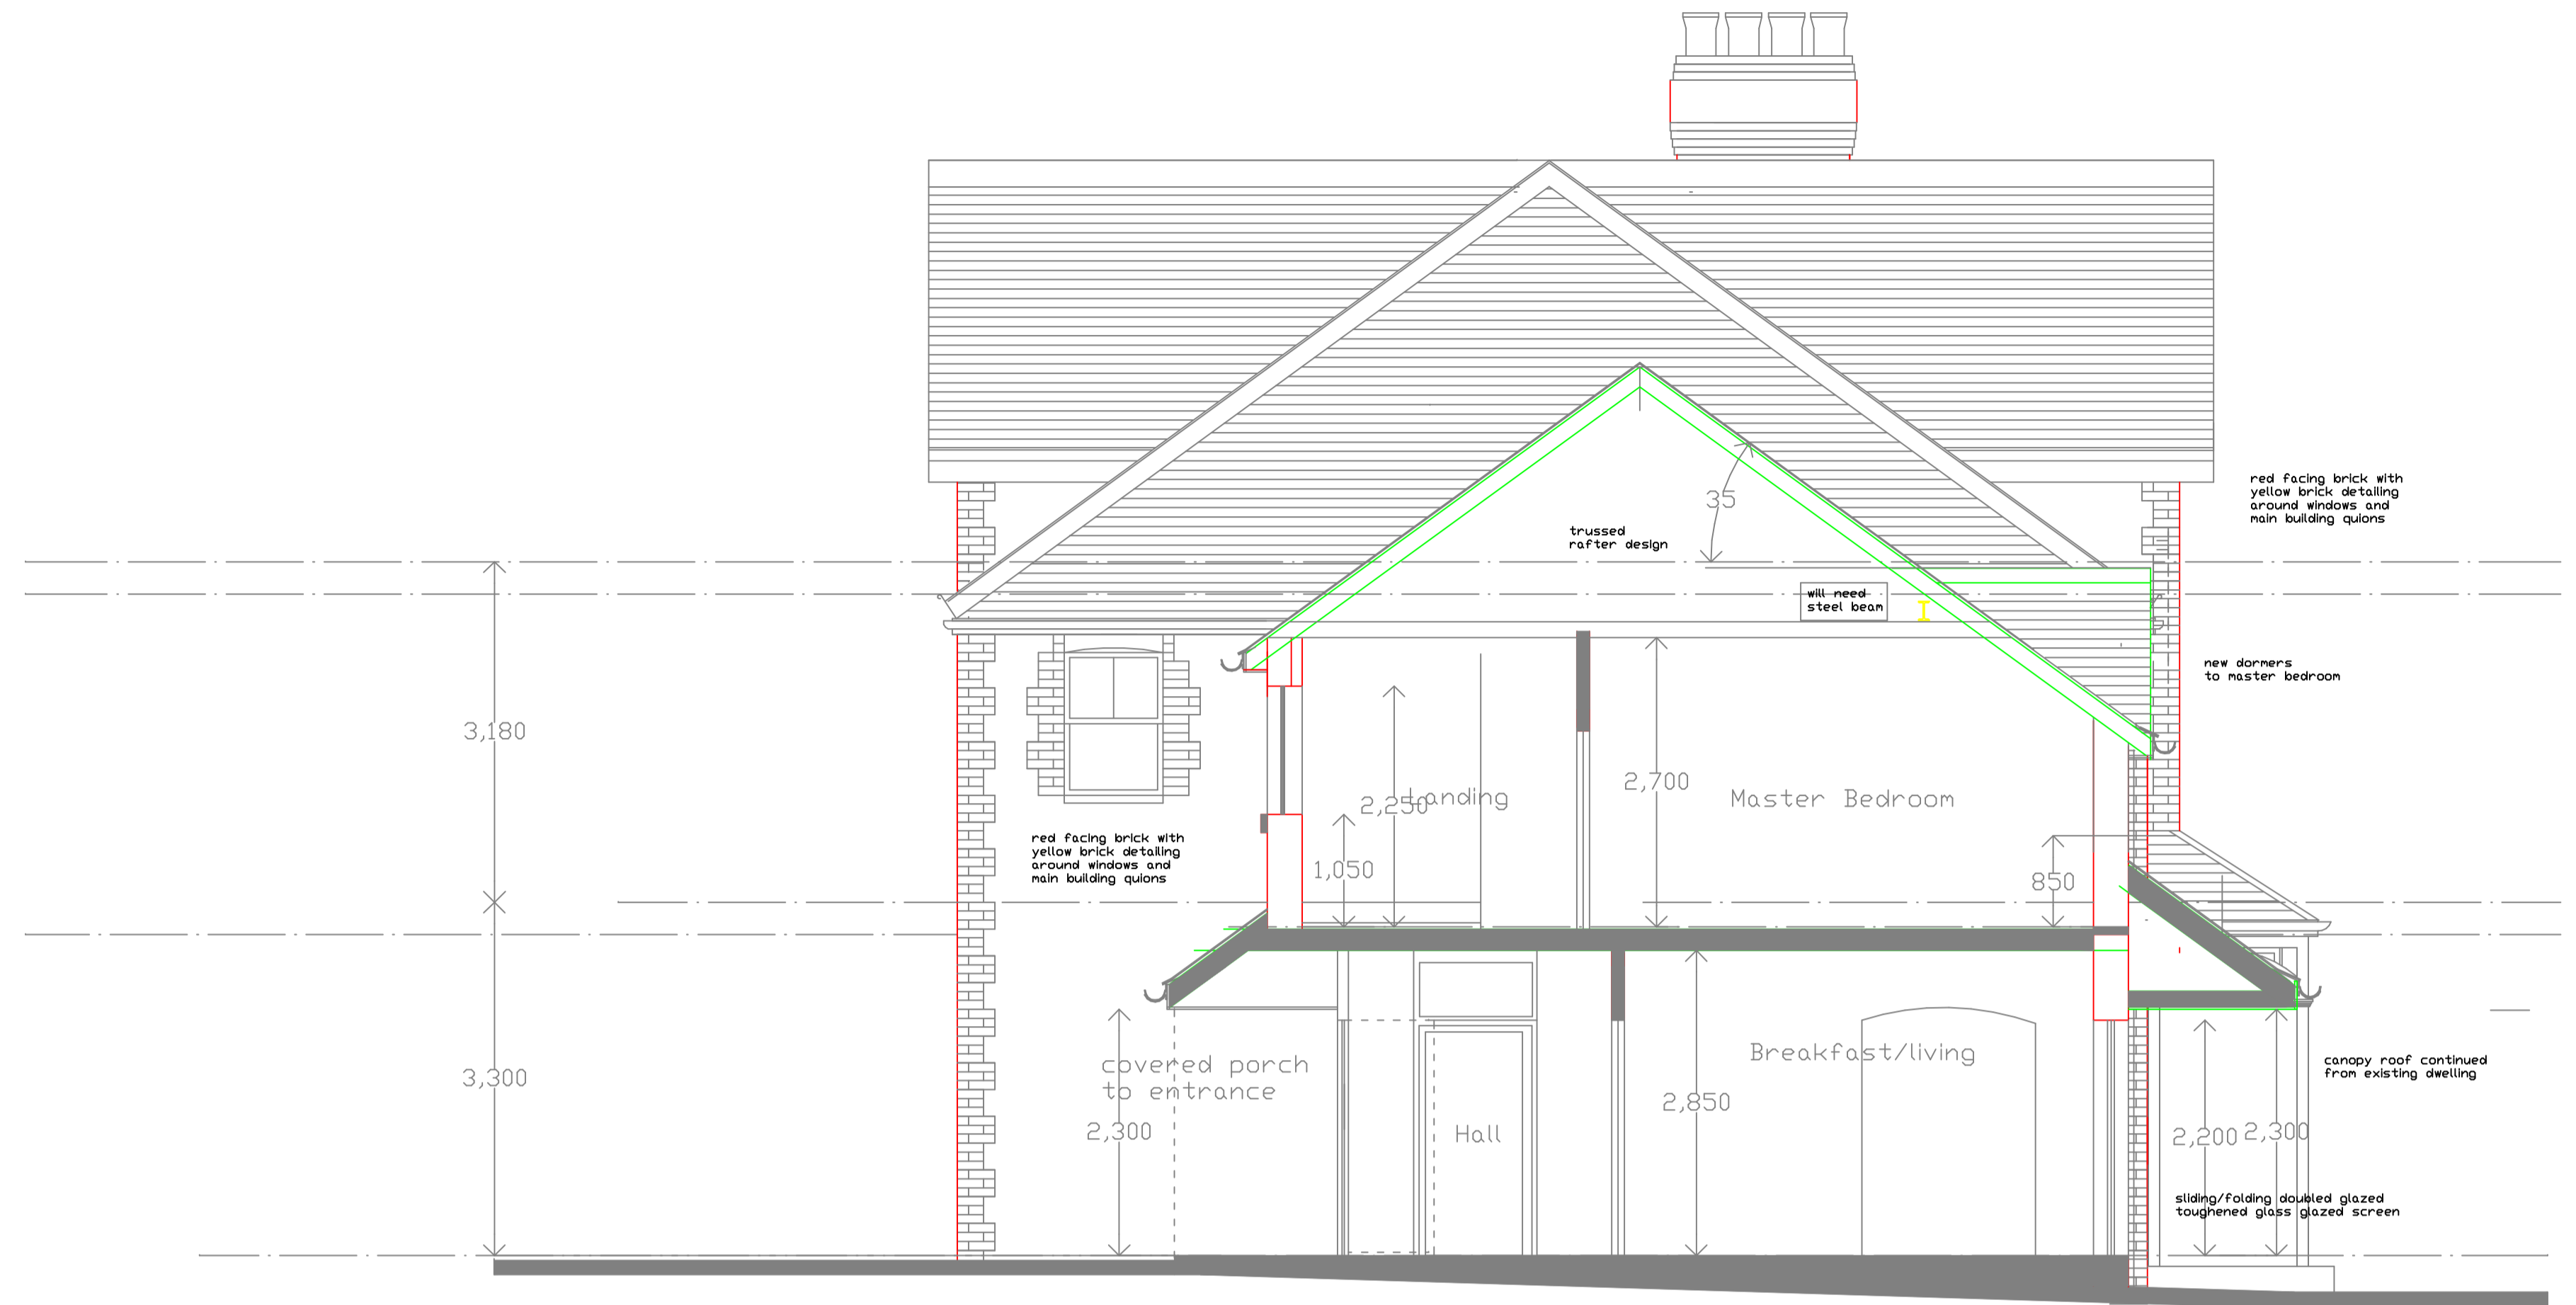 red facing brick with
yellow brick detailing
around windows and
main building quions
35
trussed
rafter design
will need
steel beam
I
new dormers
to master bedroom
3,180
2,700
2,250
Landing
Master Bedroom
red facing brick with
yellow brick detailing
around windows and
main building quions
1,050
850
3,300
covered porch
to entrance
Breakfast/living
canopy roof continued
from existing dwelling
2,850
2,300
Hall
2,200
2,300
sliding/folding doubled glazed
toughened glass glazed screen